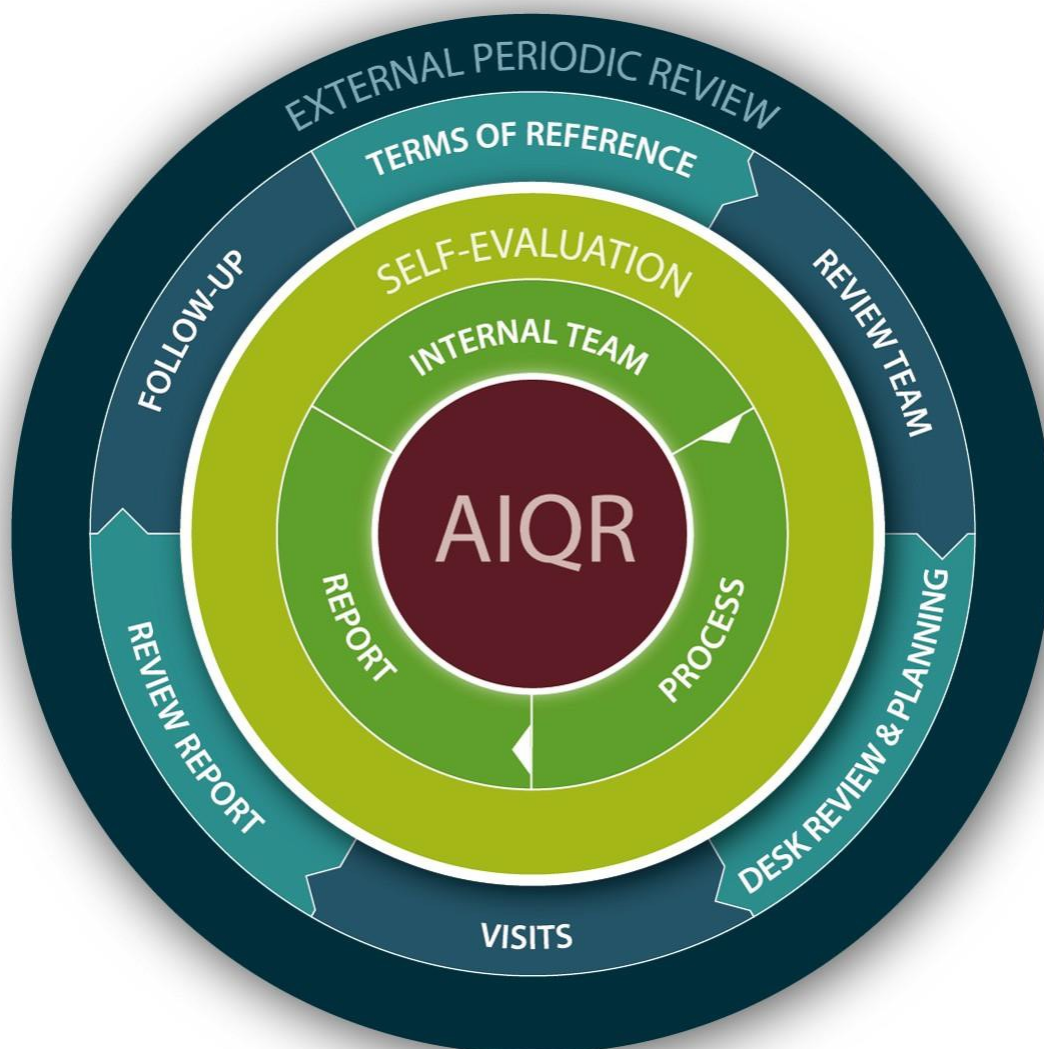 EXTERNAL PERIODIC REVIEW
TERMS OF REFERENCE
REVIEW TEAM
DESK REVIEW & PLANNING
VISITS
REVIEW REPORT
FOLLOW-UP
SELF-EVALUATION
INTERNAL TEAM
PROCESS
REPORT
AIQR